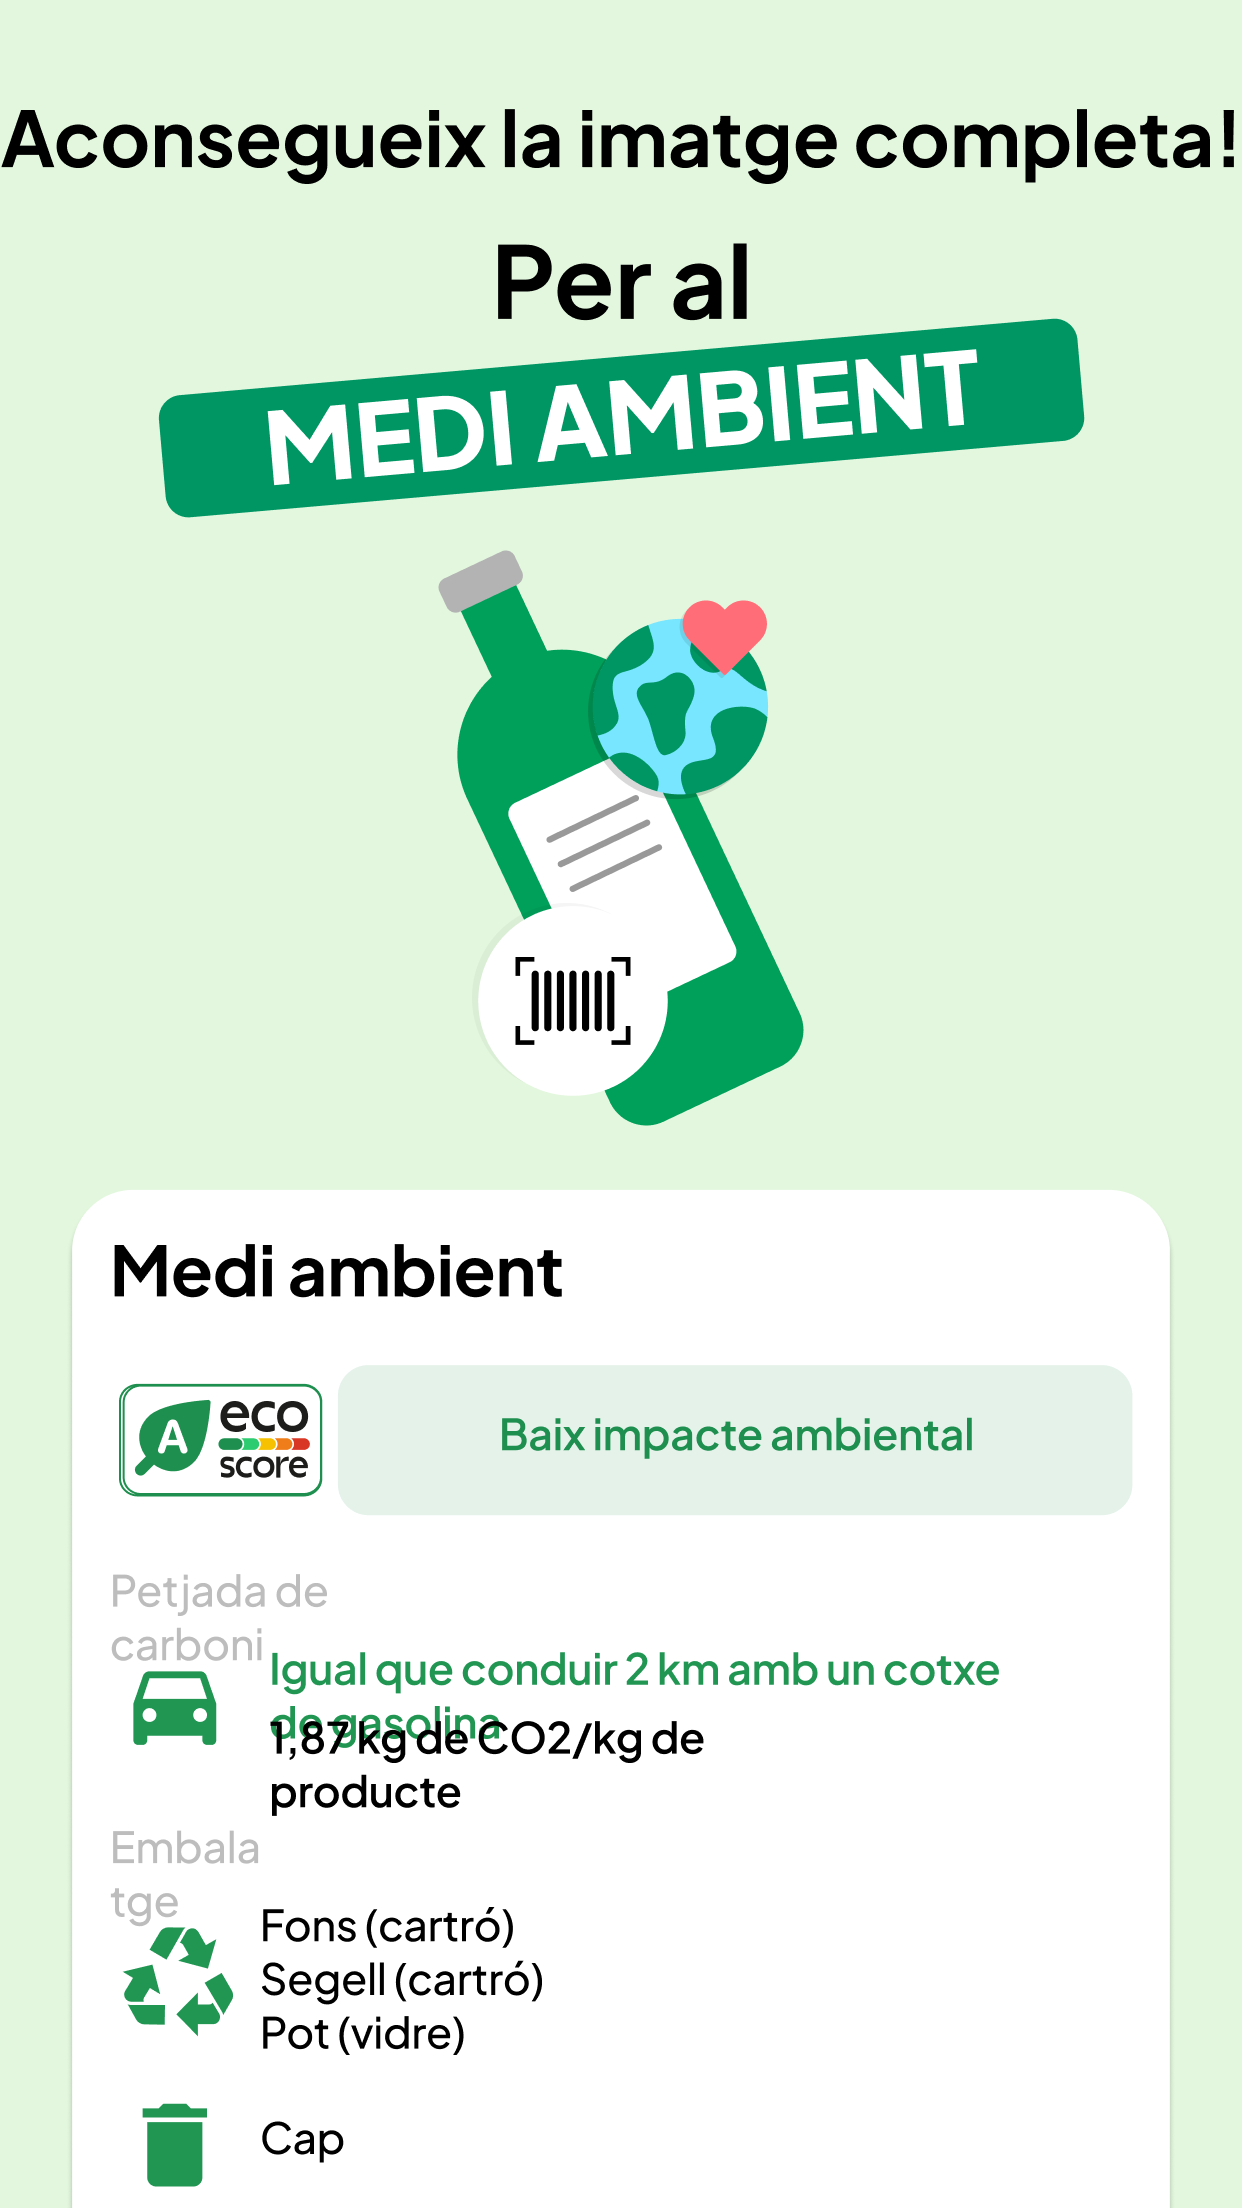 Aconsegueix la imatge completa!
Per al
MEDI AMBIENT
Medi ambient
A
eco
score
Baix impacte ambiental
Petjada de
carboni
Igual que conduir 2 km amb un cotxe
de gasolina
1,87 kg de CO2/kg de
producte
Embala
tge
Fons (cartró)
Segell (cartró)
Pot (vidre)
Cap